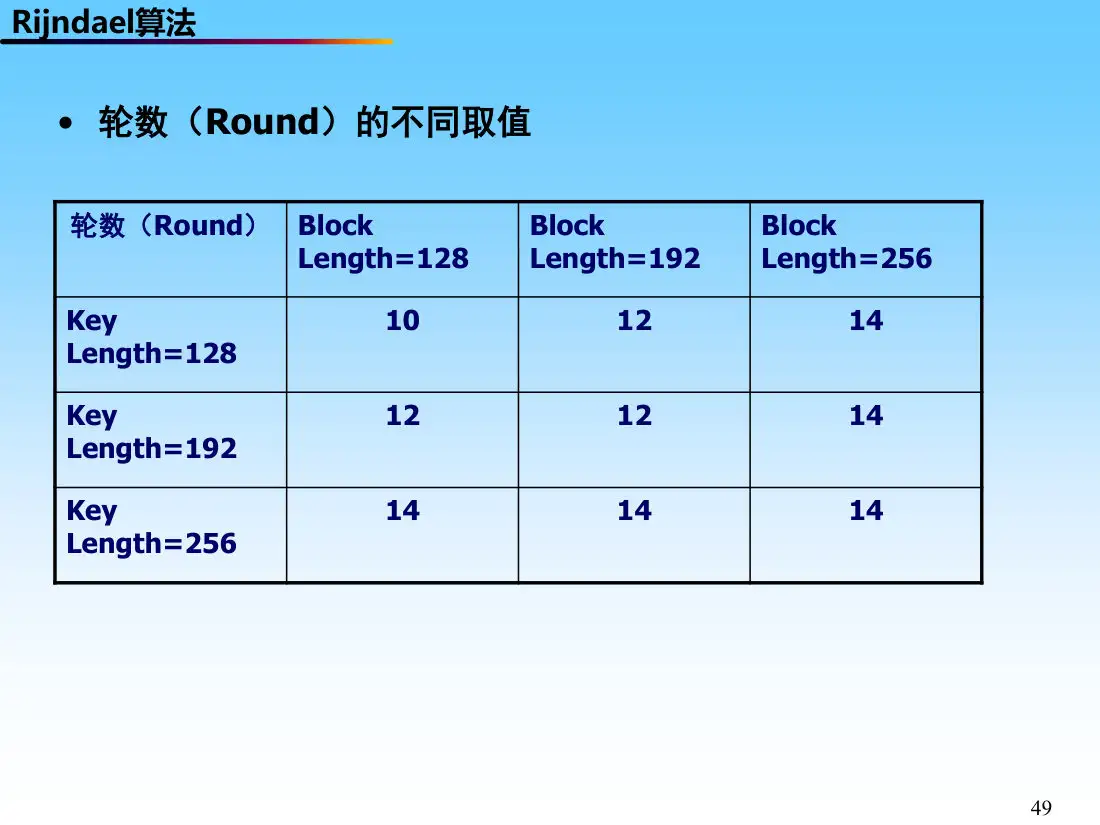 Rijndael算法
• 轮数（Round）的不同取值
轮数（Round） Block Block Block
Length=128 Length=192 Length=256
Key 10 12 14
Length=128
Key 12 12 14
Length=192
Key 14 14 14
Length=256
49